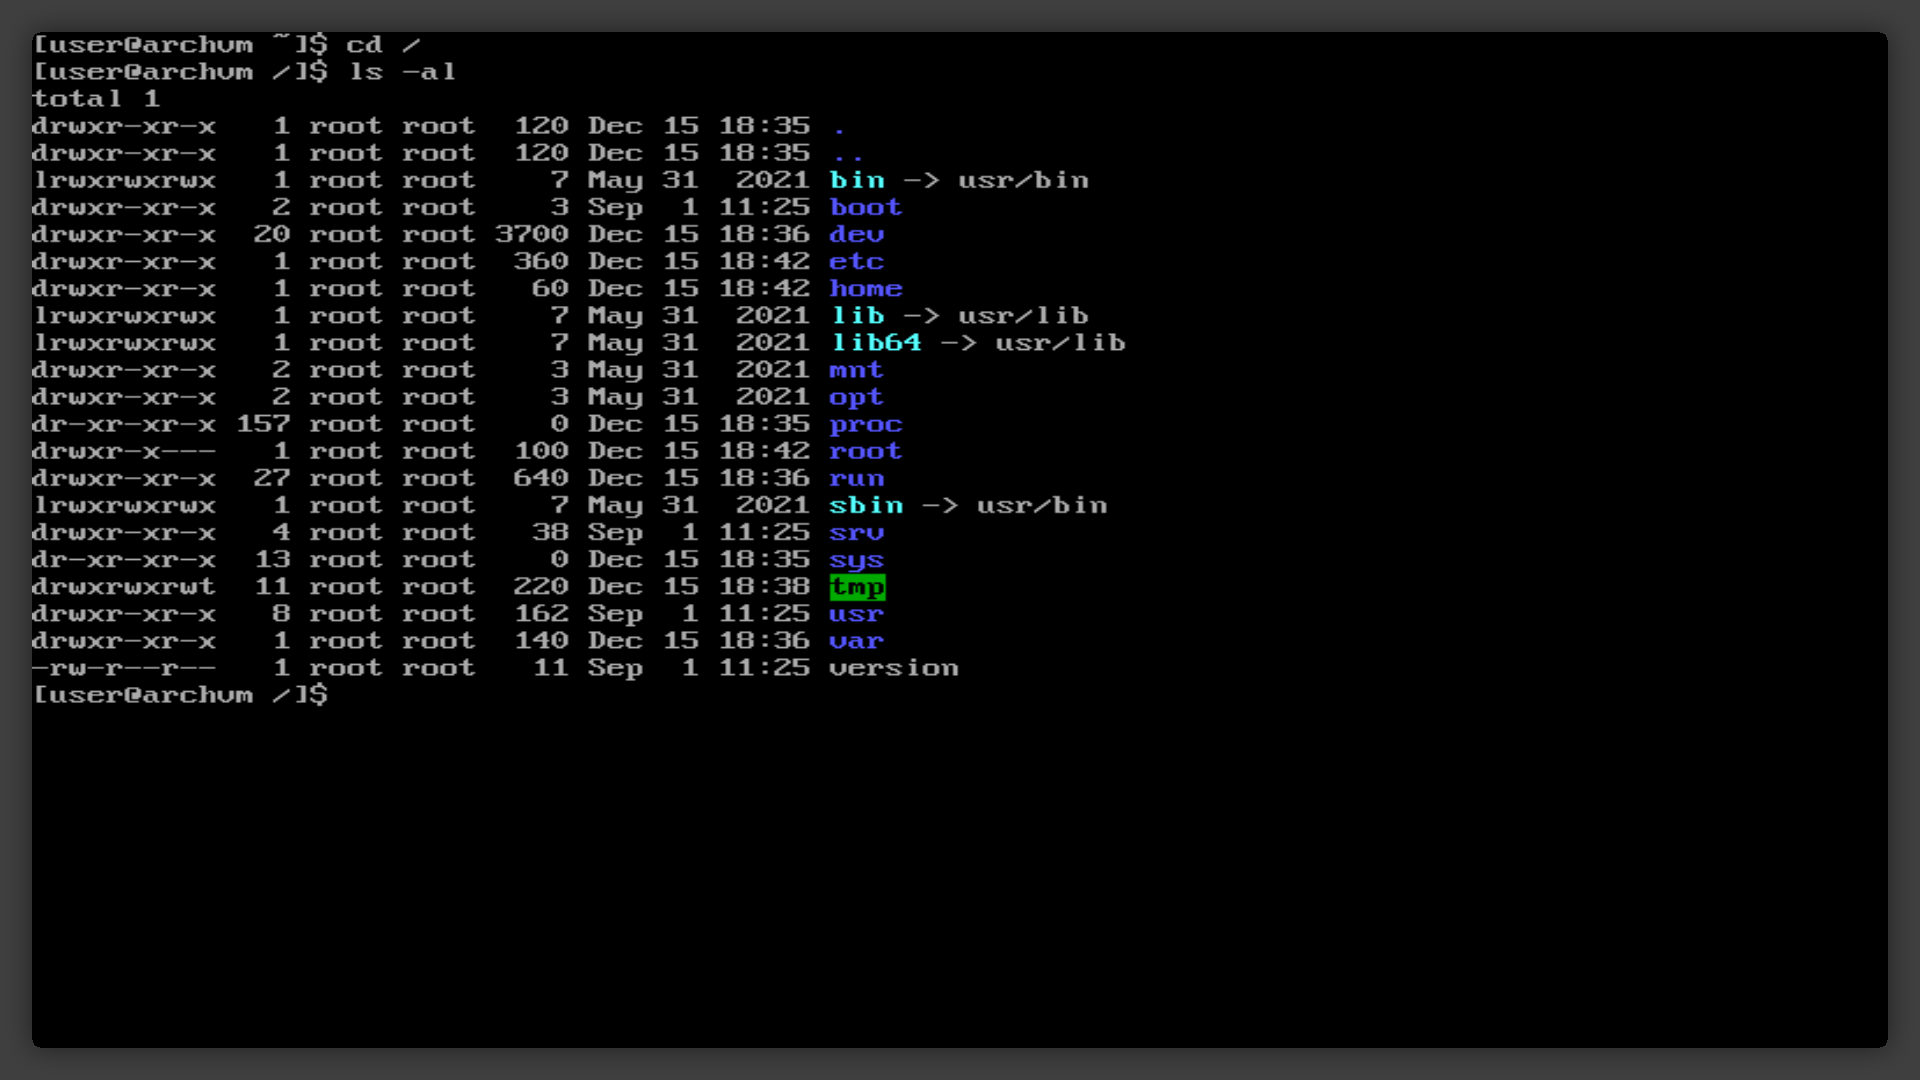 [user@archvm ~]$ cd /
[user@archvm /]$ ls -al
total 1
drwxr-xr-x   1 root root  120 Dec 15 18:35 .
drwxr-xr-x   1 root root  120 Dec 15 18:35 ..
lrwxrwxrwx   1 root root    7 May 31  2021 bin -> usr/bin
drwxr-xr-x   2 root root    3 Sep  1 11:25 boot
drwxr-xr-x  20 root root 3700 Dec 15 18:36 dev
drwxr-xr-x   1 root root  360 Dec 15 18:42 etc
drwxr-xr-x   1 root root   60 Dec 15 18:42 home
lrwxrwxrwx   1 root root    7 May 31  2021 lib -> usr/lib
lrwxrwxrwx   1 root root    7 May 31  2021 lib64 -> usr/lib
drwxr-xr-x   2 root root    3 May 31  2021 mnt
drwxr-xr-x   2 root root    3 May 31  2021 opt
dr-xr-xr-x 157 root root    0 Dec 15 18:35 proc
drwxr-x---   1 root root  100 Dec 15 18:42 root
drwxr-xr-x  27 root root  640 Dec 15 18:36 run
lrwxrwxrwx   1 root root    7 May 31  2021 sbin -> usr/bin
drwxr-xr-x   4 root root   38 Sep  1 11:25 srv
dr-xr-xr-x  13 root root    0 Dec 15 18:35 sys
drwxrwxrwt  11 root root  220 Dec 15 18:38 tmp
drwxr-xr-x   8 root root  162 Sep  1 11:25 usr
drwxr-xr-x   1 root root  140 Dec 15 18:36 var
-rw-r--r--   1 root root   11 Sep  1 11:25 version
[user@archvm /]$